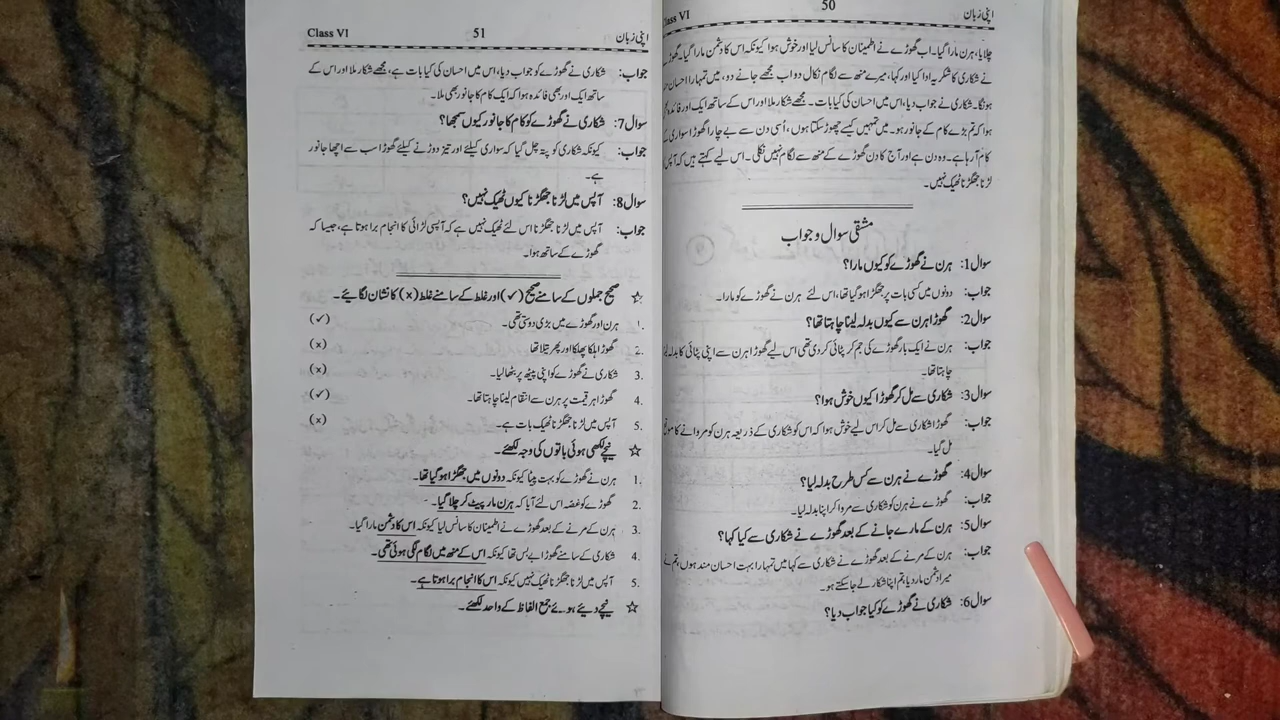 اپنی زبان 50 Class VI
چلایا، ہرن مارا گیا۔ اب گھوڑے نے اطمینان کا سانس لیا اور خوش ہوا کیونکہ اس کا دشمن مارا گیا۔ گھوڑے
نے شکاری کا شکریہ ادا کیا اور کہا، میرے منھ سے لگام نکال دو اب مجھے جانے دو، میں تمہارا احسان
ہونگا۔ شکاری نے جواب دیا، اس میں احسان کی کیا بات۔ مجھے شکار ملا اور اس کے ساتھ ایک اور فائدہ
ہوا کہ تم بڑے کام کے جانور ہو۔ میں تمہیں کیسے چھوڑ سکتا ہوں، اُسی دن سے بے چارا گھوڑا سواری کے
کام آ رہا ہے۔ وہ دن ہے اور آج کا دن گھوڑے کے منھ سے لگام نہیں نکلی۔ اس لیے کہتے ہیں کہ آپس
لڑنا جھگڑنا ٹھیک نہیں۔
مشقی سوال و جواب
سوال 1: ہرن نے گھوڑے کو کیوں مارا؟
جواب: دونوں میں کسی بات پر جھگڑا ہو گیا تھا، اس لئے ہرن نے گھوڑے کو مارا۔
سوال 2: گھوڑا ہرن سے کیوں بدلہ لینا چاہتا تھا؟
جواب: ہرن نے ایک بار گھوڑے کی جم کر پٹائی کر دی تھی اس لیے گھوڑا ہرن سے اپنی پٹائی کا بدلہ لینا
چاہتا تھا۔
سوال 3: شکاری سے مل کر گھوڑا کیوں خوش ہوا؟
جواب: گھوڑا شکاری سے مل کر اس لیے خوش ہوا کہ اس کو شکاری کے ذریعہ ہرن کو مروانے کا موقع
مل گیا۔
سوال 4: گھوڑے نے ہرن سے کس طرح بدلہ لیا؟
جواب: گھوڑے نے ہرن کو شکاری سے مروا کر اپنا بدلہ لیا۔
سوال 5: ہرن کے مارے جانے کے بعد گھوڑے نے شکاری سے کیا کہا؟
جواب: ہرن کے مرنے کے بعد گھوڑے نے شکاری سے کہا میں تمہارا بہت احسان مند ہوں، تم نے
میرا دشمن مار دیا، تم اپنا شکار لے جا سکتے ہو۔
سوال 6: شکاری نے گھوڑے کو کیا جواب دیا؟
اپنی زبان 51 Class VI
جواب: شکاری نے گھوڑے کو جواب دیا، اس میں احسان کی کیا بات ہے، مجھے شکار ملا اور اس کے
ساتھ ایک اور بھی فائدہ ہوا کہ ایک کام کا جانور بھی ملا۔
سوال 7: شکاری نے گھوڑے کو کام کا جانور کیوں سمجھا؟
جواب: کیونکہ شکاری کو پتہ چل گیا کہ سواری کیلئے اور تیز دوڑنے کیلئے گھوڑا سب سے اچھا جانور
ہے۔
سوال 8: آپس میں لڑنا جھگڑنا کیوں ٹھیک نہیں؟
جواب: آپس میں لڑنا جھگڑنا اس لئے ٹھیک نہیں ہے کہ آپسی لڑائی کا انجام برا ہوتا ہے، جیسا کہ
گھوڑے کے ساتھ ہوا۔
☆ صحیح جملوں کے سامنے صحیح (✓) اور غلط کے سامنے غلط (x) کا نشان لگائیے۔
1. ہرن اور گھوڑے میں بڑی دوستی تھی۔ (✓)
2. گھوڑا ہلکا پھلکا اور پھرتیلا تھا (x)
3. شکاری نے گھوڑے کو اپنی پیٹھ پر بٹھا لیا۔ (x)
4. گھوڑا ہر قیمت پر ہرن سے انتقام لینا چاہتا تھا۔ (✓)
5. آپس میں لڑنا جھگڑنا ٹھیک بات ہے۔ (x)
☆ نیچے لکھی ہوئی باتوں کی وجہ لکھئے۔
1. ہرن نے گھوڑے کو بہت پیٹا کیونکہ دونوں میں جھگڑا ہو گیا تھا۔
2. گھوڑے کو غصہ اس لئے آیا کہ ہرن مار پیٹ کر چلا گیا۔
3. ہرن کے مرنے کے بعد گھوڑے نے اطمینان کا سانس لیا کیونکہ اس کا دشمن مارا گیا۔
4. شکاری کے سامنے گھوڑا بے بس تھا کیونکہ اس کے منھ میں لگام لگی ہوئی تھی۔
5. آپس میں لڑنا جھگڑنا ٹھیک نہیں کیونکہ اس کا انجام برا ہوتا ہے۔
☆ نیچے دیئے ہوئے جمع الفاظ کے واحد لکھئے۔